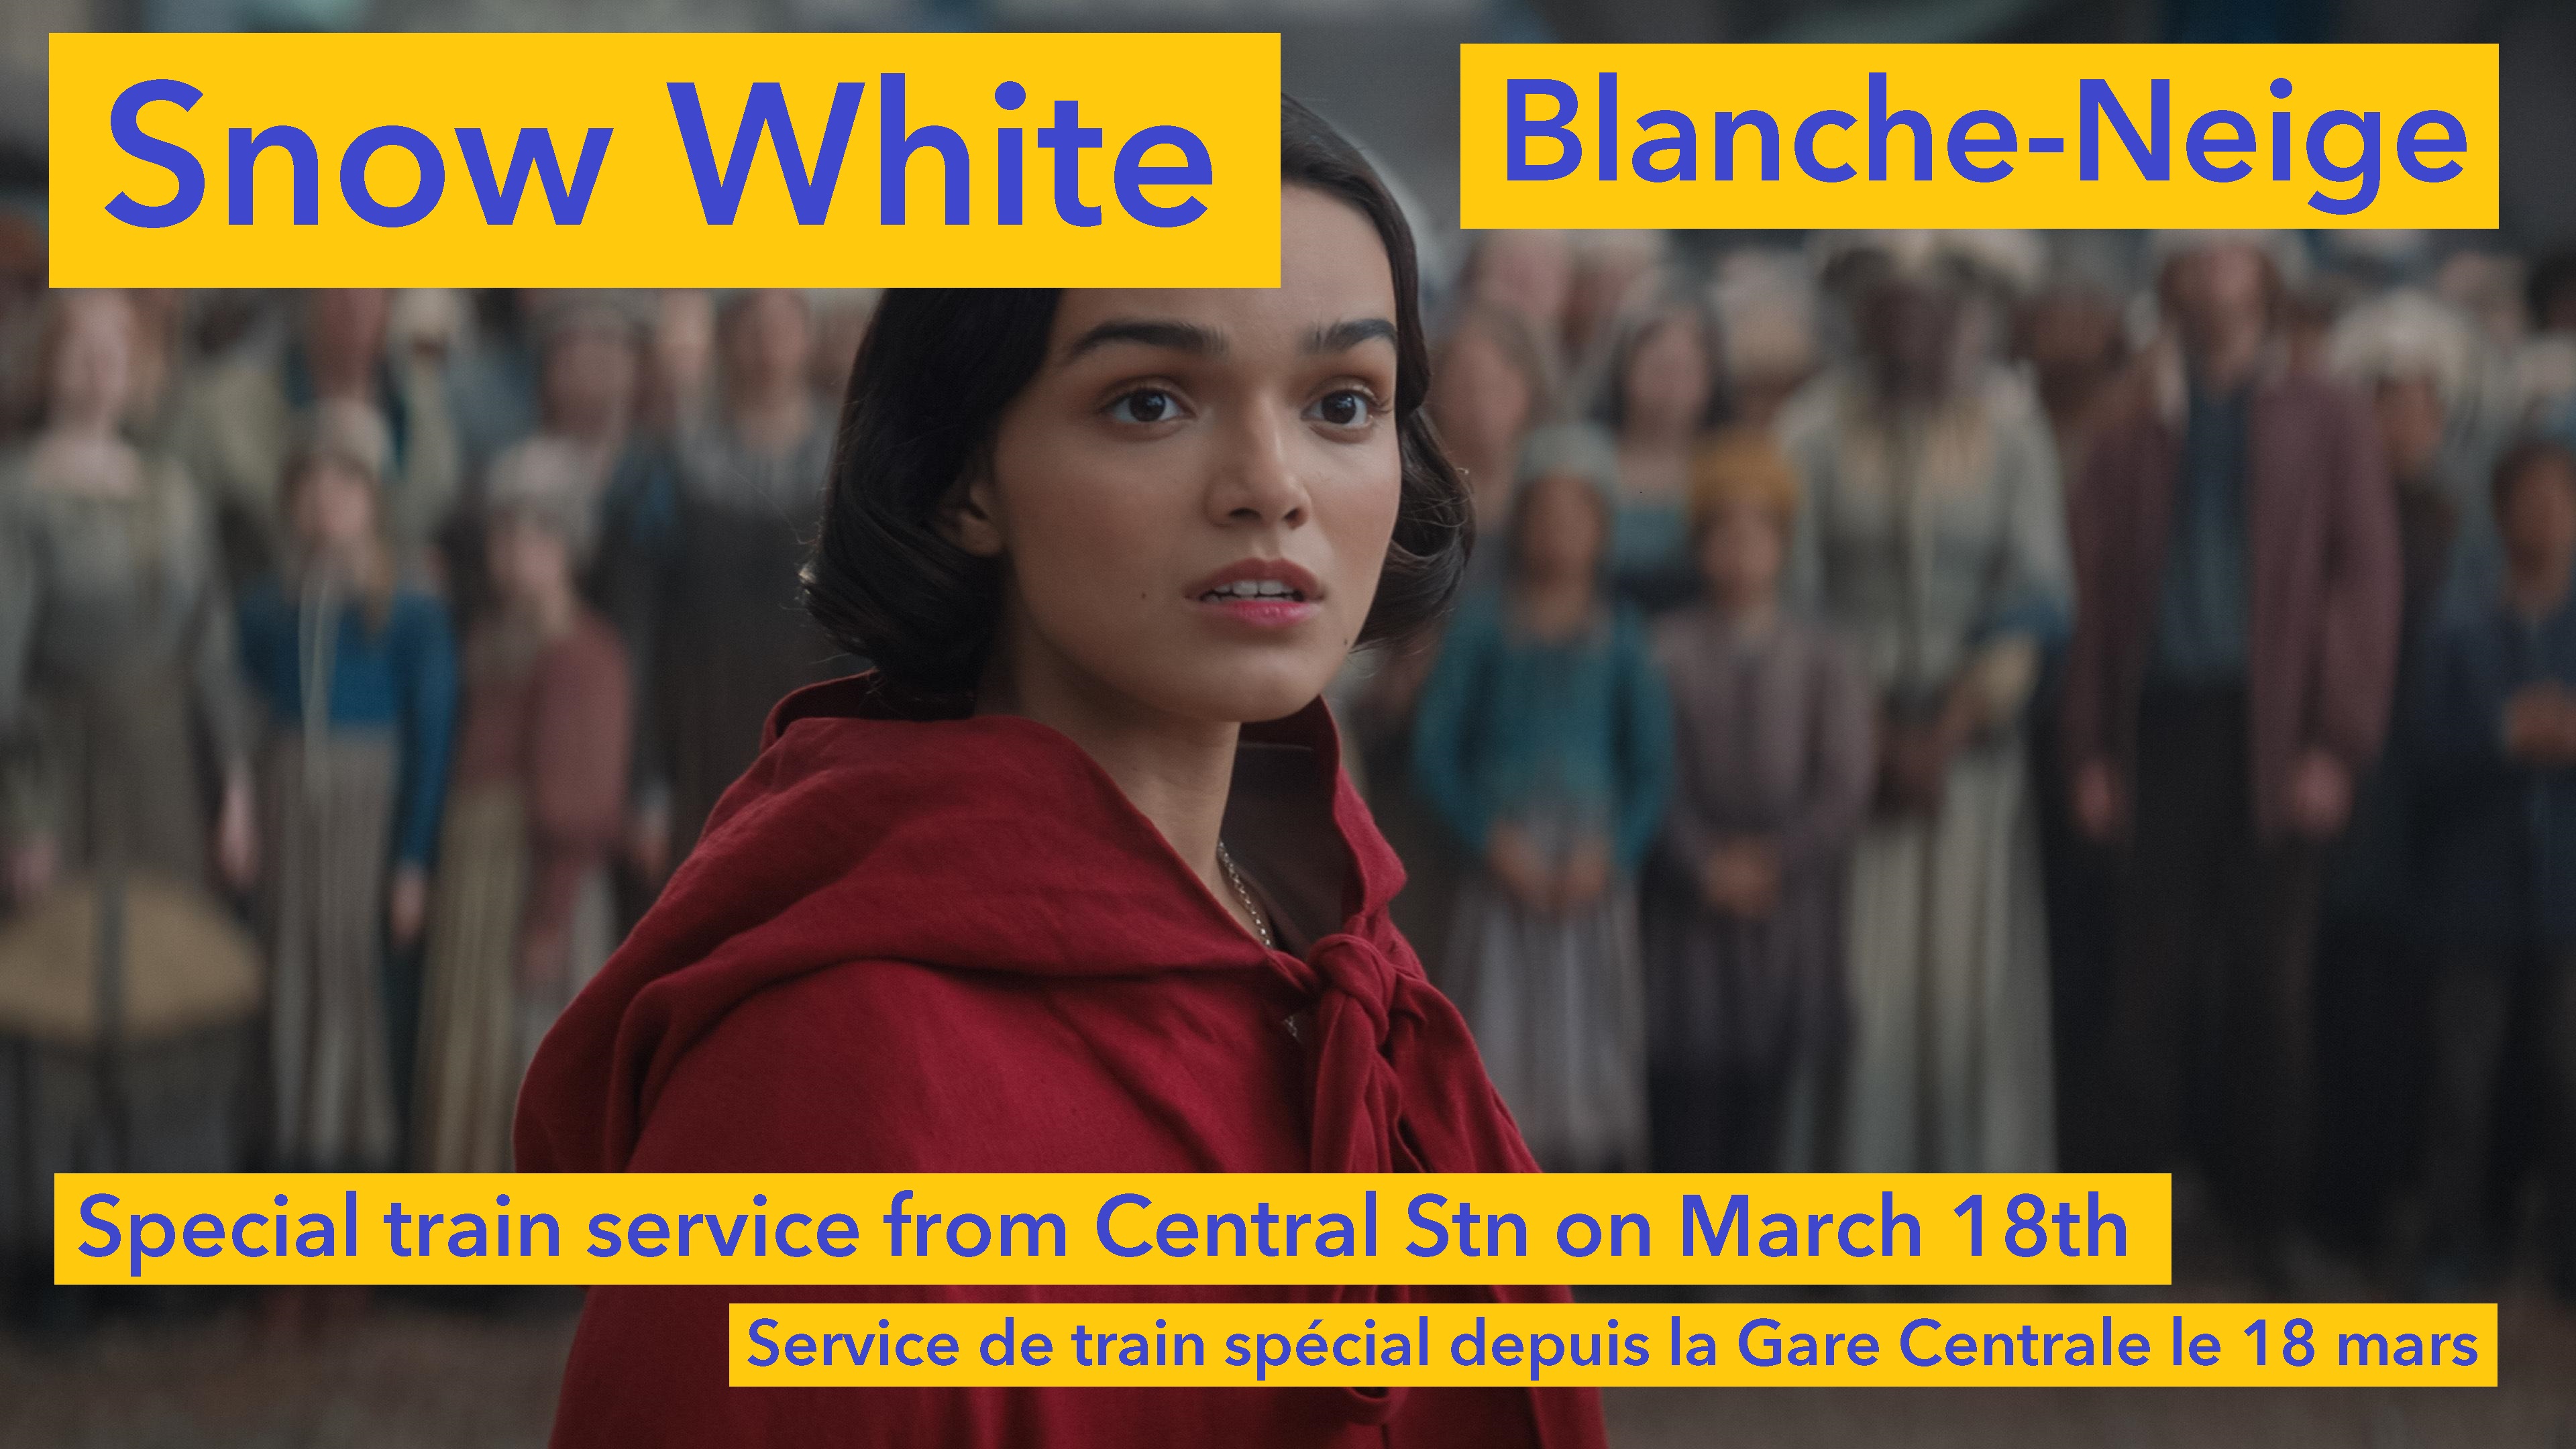 Snow White
Blanche-Neige
Special train service from Central Stn on March 18th
Service de train spécial depuis la Gare Centrale le 18 mars